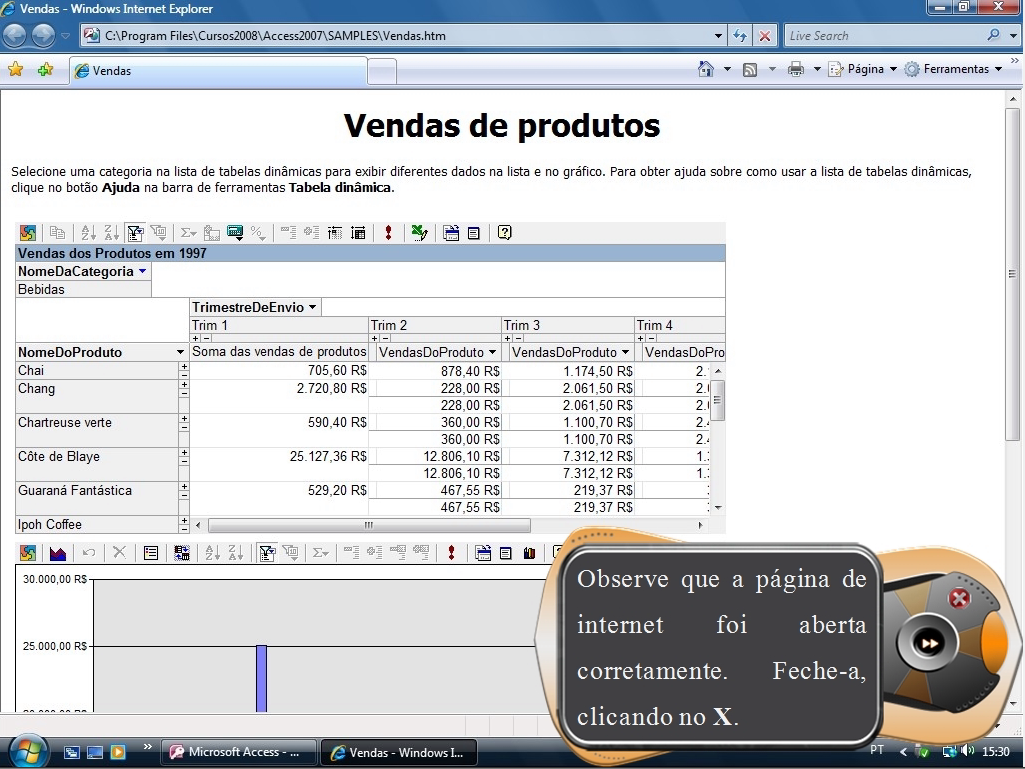 Vendas - Windows Internet Explorer
C:\Program Files\Cursos2008\Access2007\SAMPLES\Vendas.htm
Live Search
Vendas
Página
Ferramentas
Vendas de produtos
Selecione uma categoria na lista de tabelas dinâmicas para exibir diferentes dados na lista e no gráfico. Para obter ajuda sobre como usar a lista de tabelas dinâmicas,
clique no botão Ajuda na barra de ferramentas Tabela dinâmica.
Vendas dos Produtos em 1997
NomeDaCategoria
Bebidas
TrimestreDeEnvio
Trim 1 Trim 2 Trim 3 Trim 4
NomeDoProduto Soma das vendas de produtos VendasDoProduto VendasDoProduto VendasDoPro
Chai 705,60 R$ 878,40 R$ 1.174,50 R$ 2.
Chang 2.720,80 R$ 228,00 R$ 2.061,50 R$ 2.
228,00 R$ 2.061,50 R$ 2.
Chartreuse verte 590,40 R$ 360,00 R$ 1.100,70 R$ 2.
360,00 R$ 1.100,70 R$ 2.
Côte de Blaye 25.127,36 R$ 12.806,10 R$ 7.312,12 R$ 1.
12.806,10 R$ 7.312,12 R$ 1.
Guaraná Fantástica 529,20 R$ 467,55 R$ 219,37 R$
467,55 R$ 219,37 R$
Ipoh Coffee
30.000,00 R$
25.000,00 R$
Observe que a página de
internet foi aberta
corretamente. Feche-a,
clicando no X.
Microsoft Access - ...
Vendas - Windows I...
PT
15:30